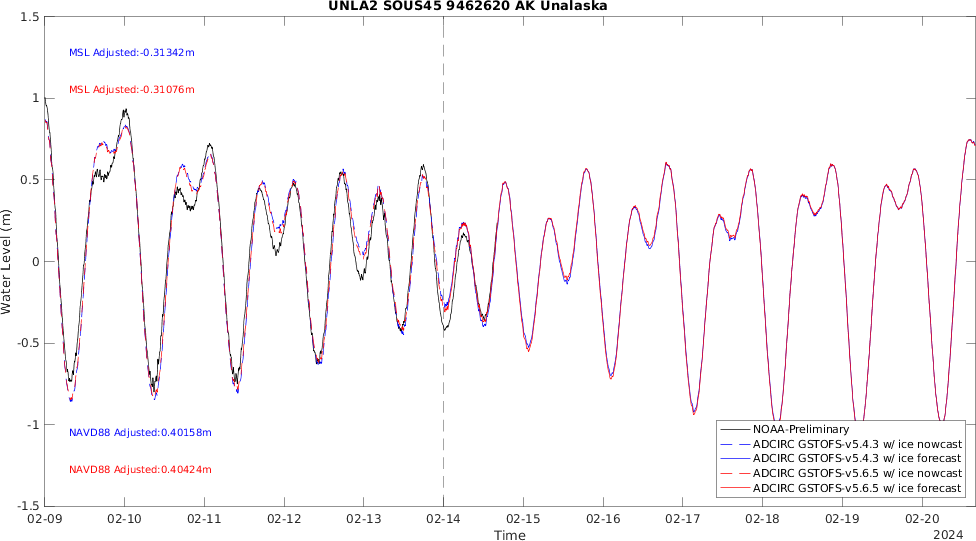 UNLA2 SOUS45 9462620 AK Unalaska
1.5
MSL Adjusted:-0.31342m
MSL Adjusted:-0.31076m
1
0.5
Water Level (m)
0
-0.5
-1
NAVD88 Adjusted:0.40158m
NAVD88 Adjusted:0.40424m
NOAA-Preliminary
ADCIRC GSTOFS-v5.4.3 w/ ice nowcast
ADCIRC GSTOFS-v5.4.3 w/ ice forecast
ADCIRC GSTOFS-v5.6.5 w/ ice nowcast
ADCIRC GSTOFS-v5.6.5 w/ ice forecast
-1.5
02-09 02-10 02-11 02-12 02-13 02-14 02-15 02-16 02-17 02-18 02-19 02-20
Time
2024